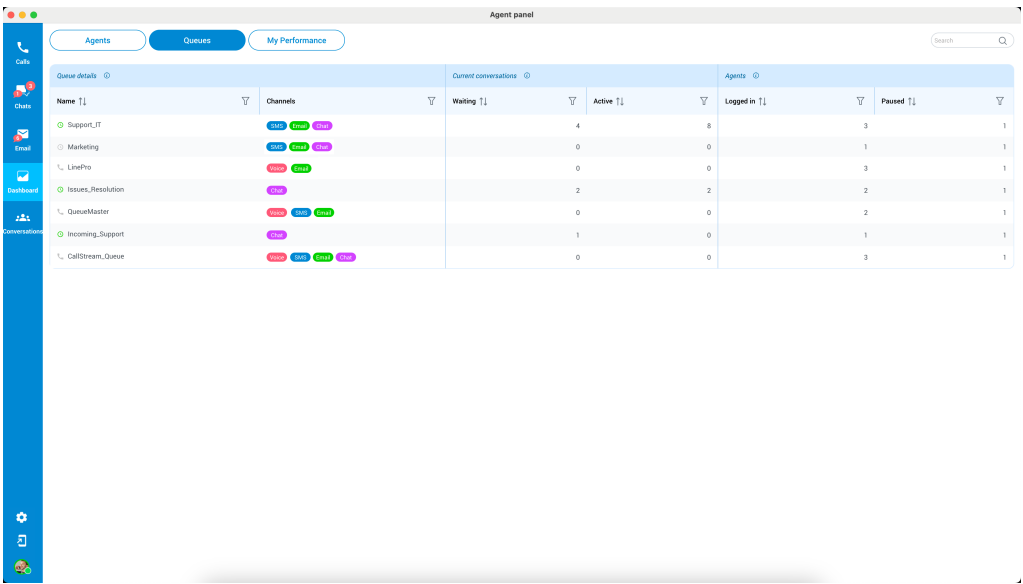 Agent panel
Agents Queues My Performance Search
Calls
3
1
Chats
Email
Dashboard
Conversations
Queue details Current conversations Agents
Name Channels Waiting Active Logged in Paused
Support_IT SMS Email Chat 4 8 3 1
Marketing SMS Email Chat 0 0 1 1
LinePro Voice Email 0 0 3 1
Issues_Resolution Chat 2 2 2 1
QueueMaster Voice SMS Email 0 0 2 1
Incoming_Support Chat 1 0 1 1
CallStream_Queue Voice SMS Email Chat 0 0 3 1